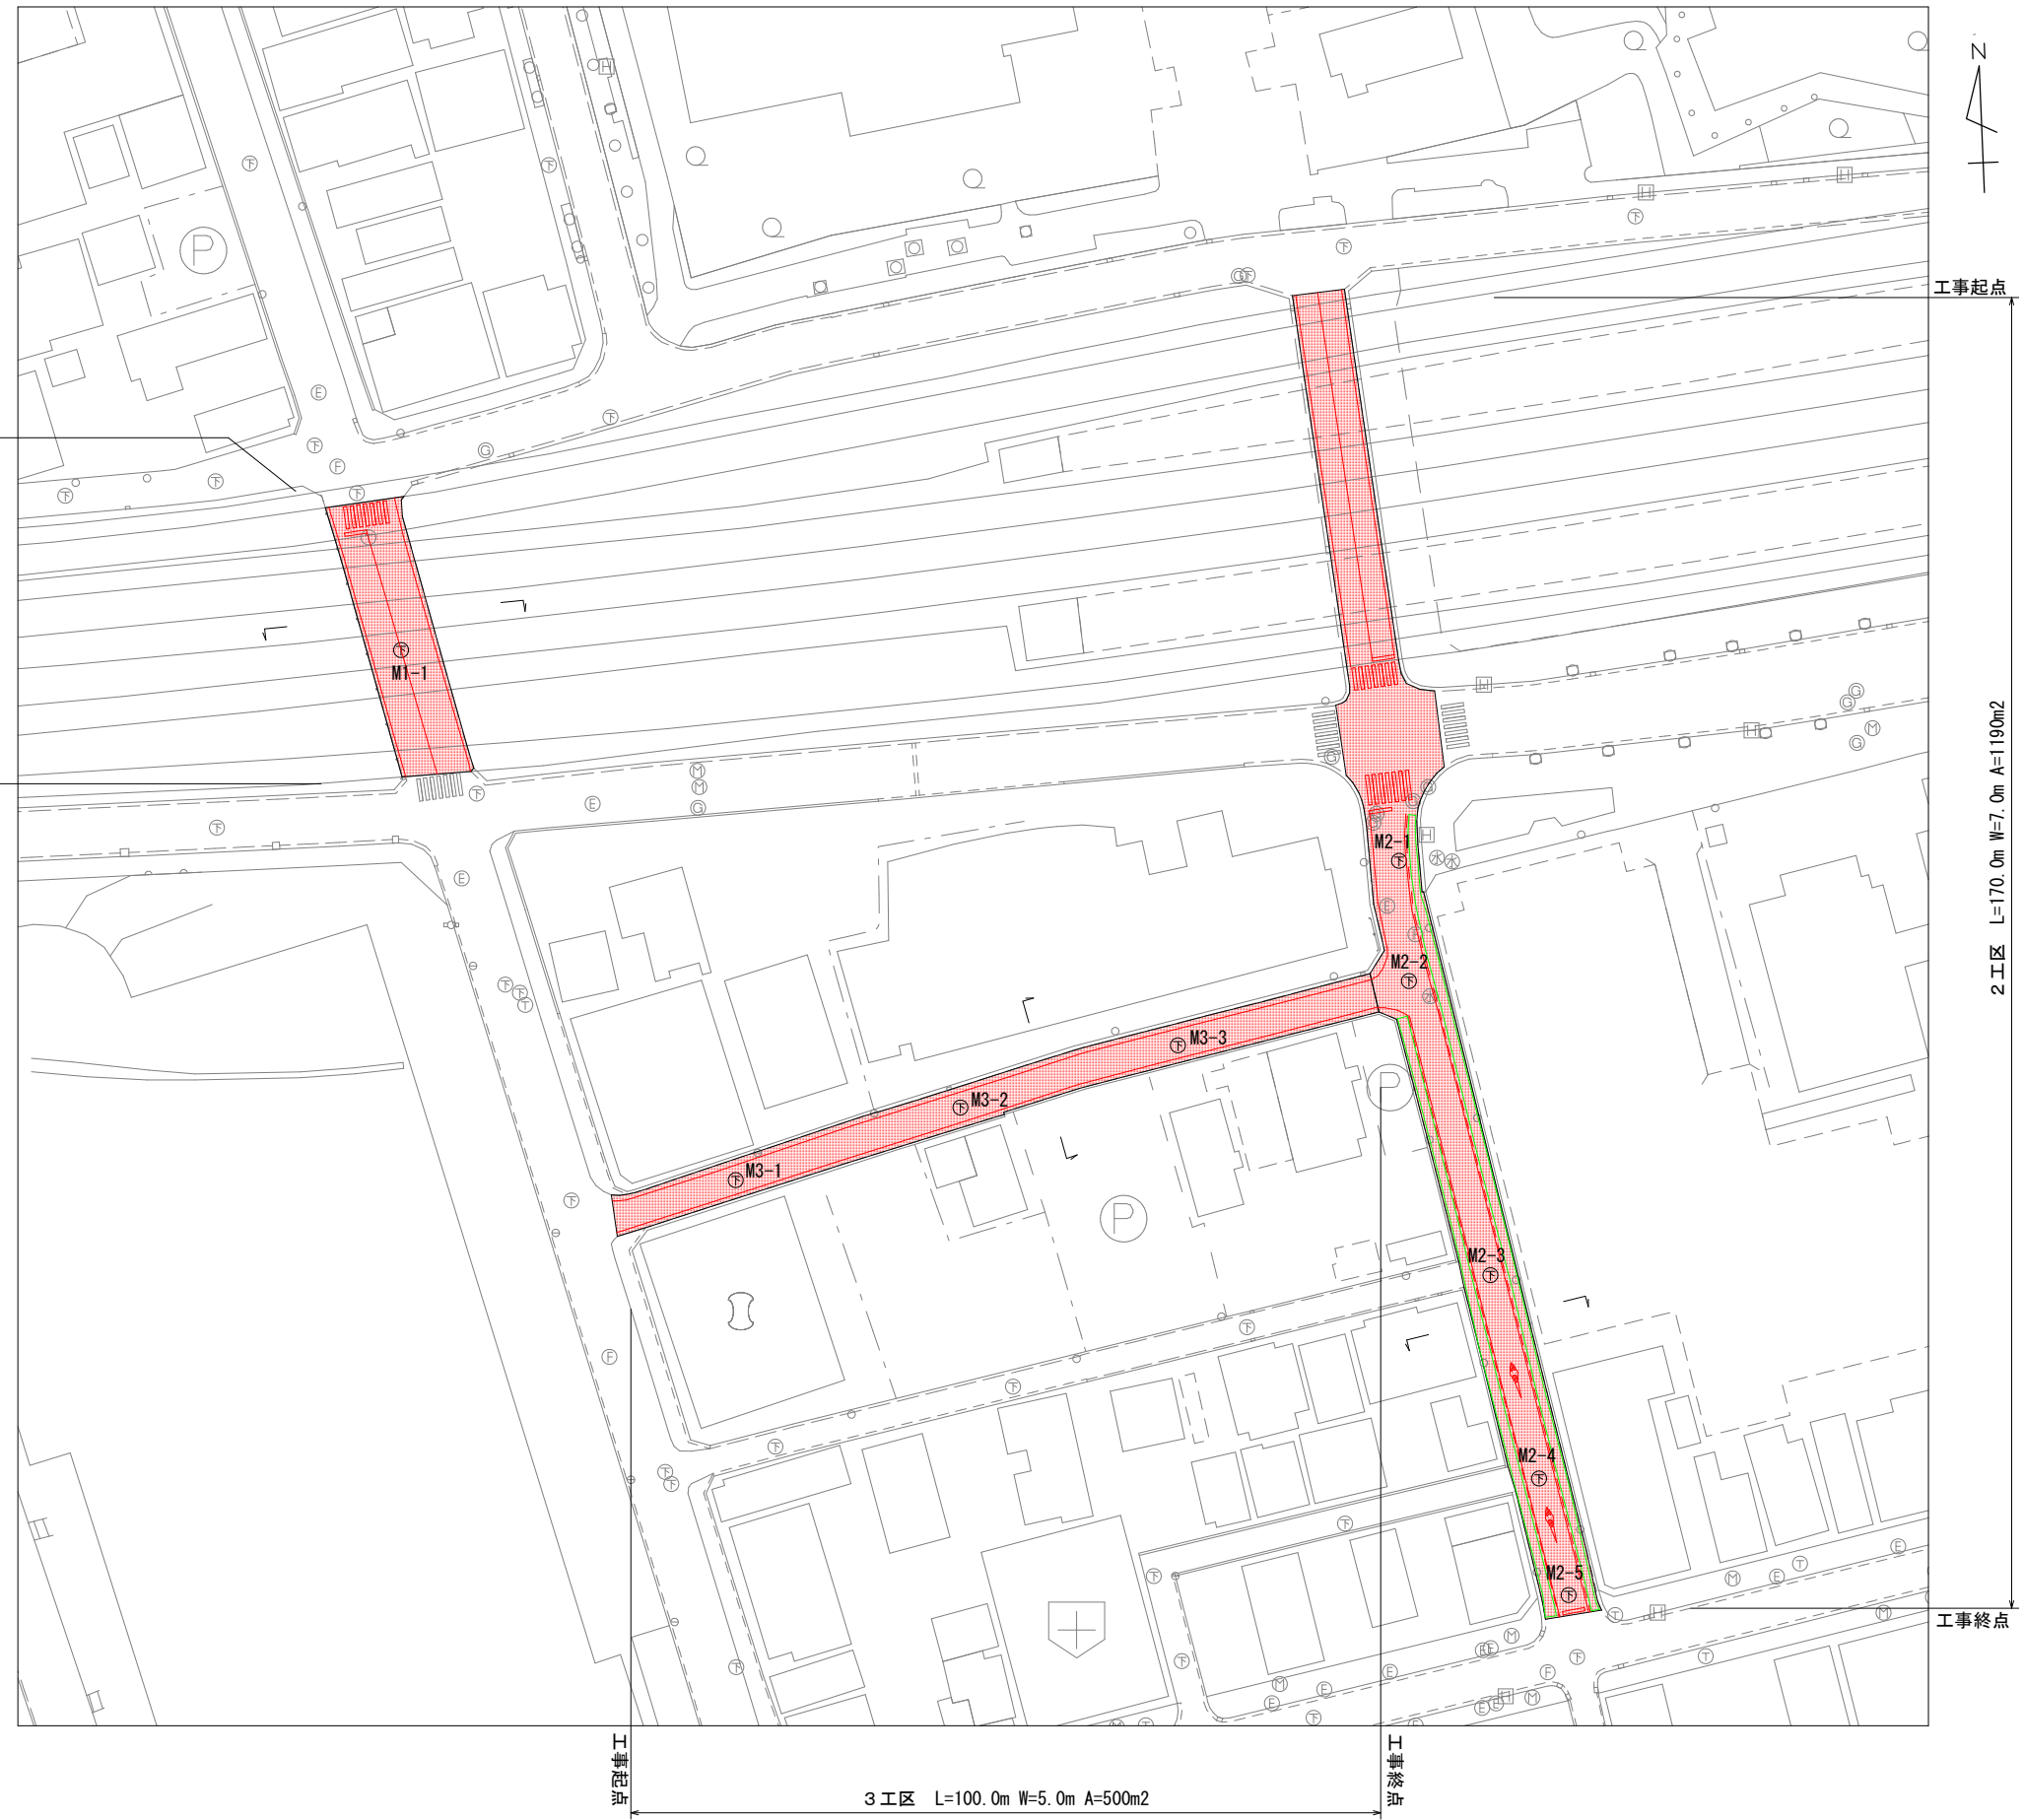 N
工事起点
2工区 L=170.0m W=7.0m A=1190m2
工事終点
M1-1
M2-1
M2-2
M2-3
M2-4
M2-5
M3-3
M3-2
M3-1
P
P
P
工事起点
3工区 L=100.0m W=5.0m A=500m2
工事終点